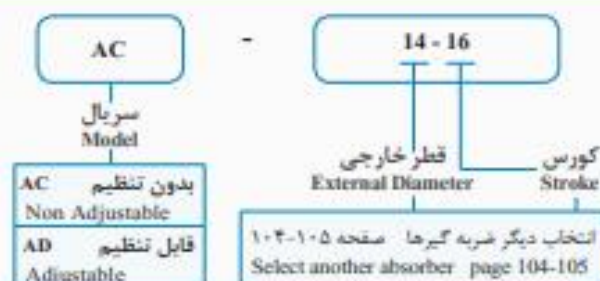 AC - 14 - 16
سریال
Model
قطر خارجی
External Diameter
کورس
Stroke
AC بدون تنظیم
Non Adjustable
AD قابل تنظیم
Adjustable
انتخاب دیگر ضربه گیرها صفحه ۱۰۵-۱۰۴
Select another absorber page 104-105